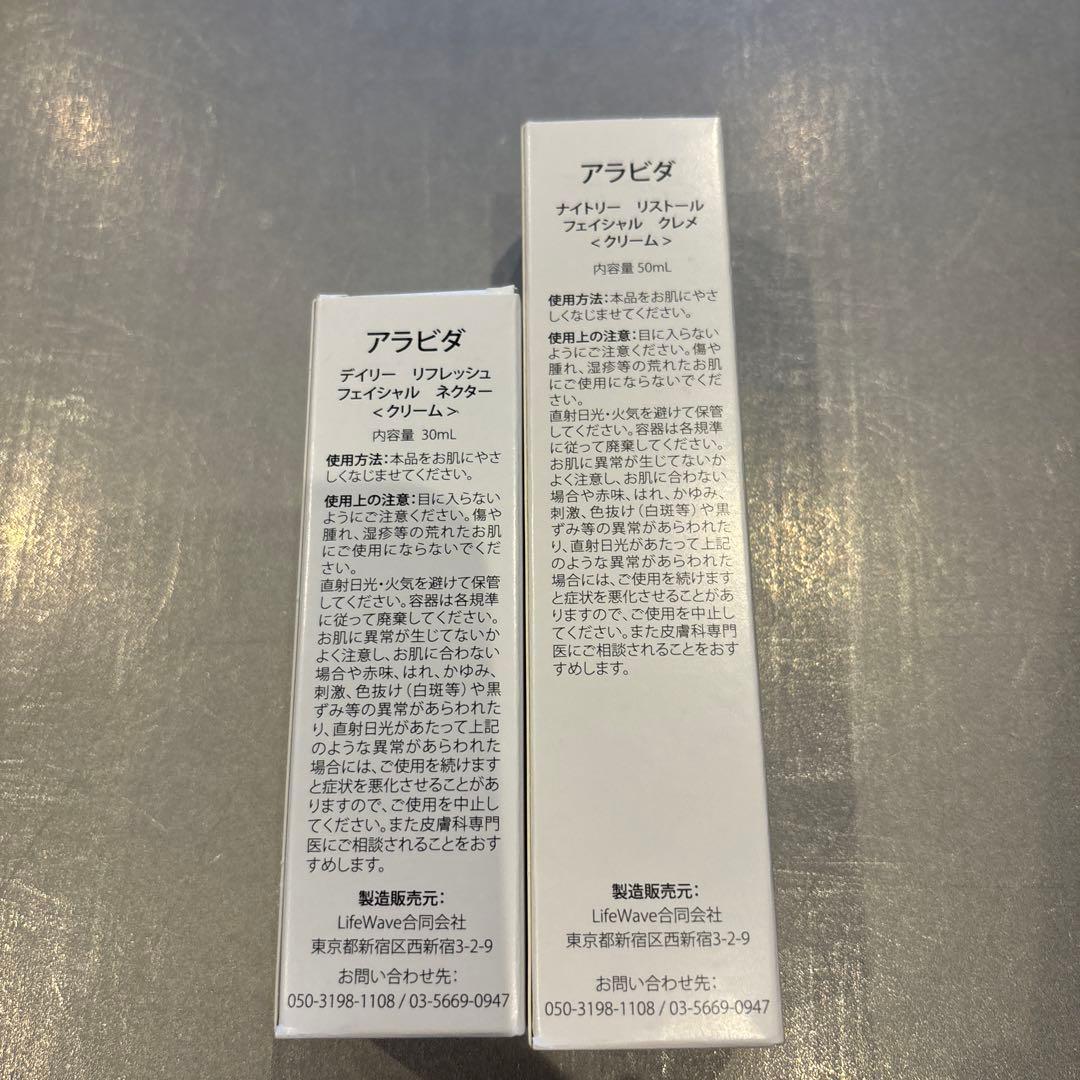 アラビダ
デイリー　リフレッシュ
フェイシャル　ネクター
＜クリーム＞
内容量 30mL
使用方法：本品をお肌にやさ
しくなじませてください。
使用上の注意：目に入らない
ようにご注意ください。傷や
腫れ、湿疹等の荒れたお肌
にご使用にならないでくだ
さい。
直射日光・火気を避けて保管
してください。容器は各規準
に従って廃棄してください。
お肌に異常が生じてないか
よく注意し、お肌に合わない
場合や赤味、はれ、かゆみ、
刺激、色抜け（白斑等）や黒
ずみ等の異常があらわれた
り、直射日光があたって上記
のような異常があらわれた
場合には、ご使用を続けます
と症状を悪化させることがあ
りますので、ご使用を中止し
てください。また皮膚科専門
医にご相談されることをおす
すめします。
製造販売元：
LifeWave合同会社
東京都新宿区西新宿3-2-9
お問い合わせ先：
050-3198-1108 / 03-5669-0947
アラビダ
ナイトリー　リストール
フェイシャル　クレメ
＜クリーム＞
内容量 50mL
使用方法：本品をお肌にやさ
しくなじませてください。
使用上の注意：目に入らない
ようにご注意ください。傷や
腫れ、湿疹等の荒れたお肌
にご使用にならないでくだ
さい。
直射日光・火気を避けて保管
してください。容器は各規準
に従って廃棄してください。
お肌に異常が生じてないか
よく注意し、お肌に合わない
場合や赤味、はれ、かゆみ、
刺激、色抜け（白斑等）や黒
ずみ等の異常があらわれた
り、直射日光があたって上記
のような異常があらわれた
場合には、ご使用を続けます
と症状を悪化させることがあ
りますので、ご使用を中止し
てください。また皮膚科専門
医にご相談されることをおす
すめします。
製造販売元：
LifeWave合同会社
東京都新宿区西新宿3-2-9
お問い合わせ先：
050-3198-1108 / 03-5669-0947